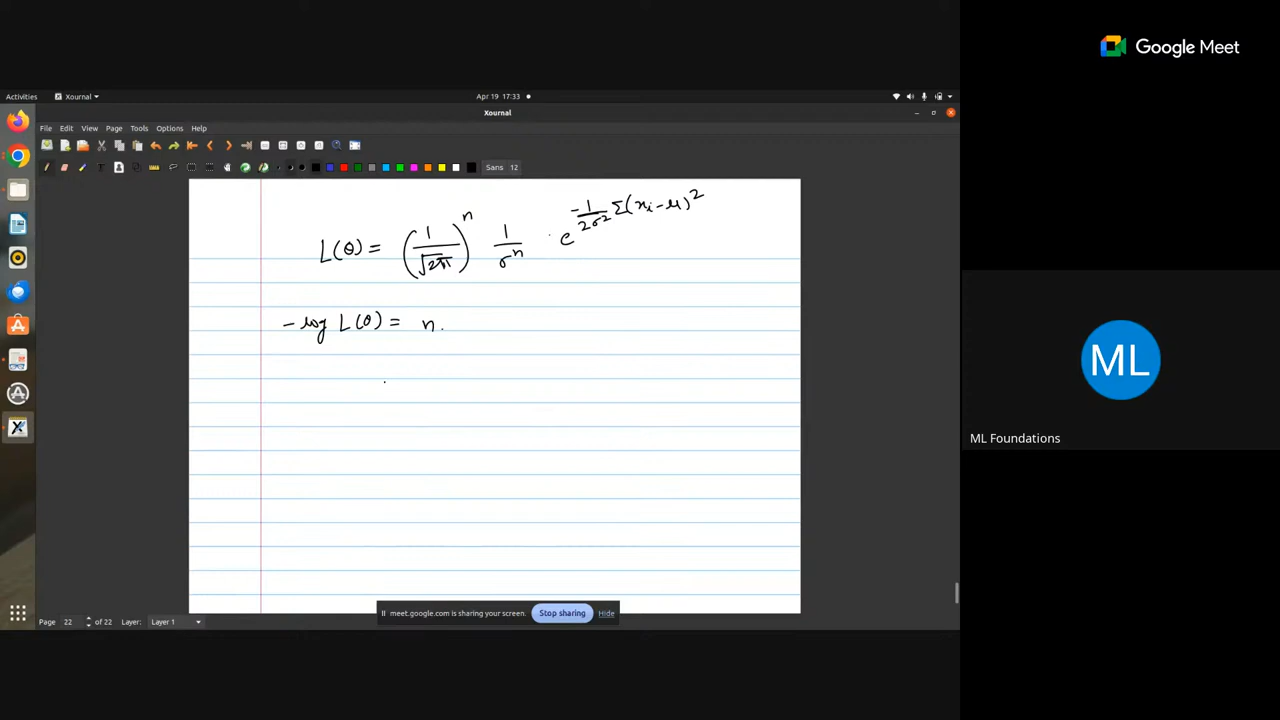 Google Meet
Activities Xournal Apr 19 17:33
Xournal
File Edit View Page Tools Options Help
Sans 12
L(θ) = (1/√2π)^n 1/σ^n · e^{-1/2σ² Σ(xi-μ)²}
- log L(θ) = n.
ML
ML Foundations
meet.google.com is sharing your screen. Stop sharing Hide
Page 22 of 22 Layer: Layer 1